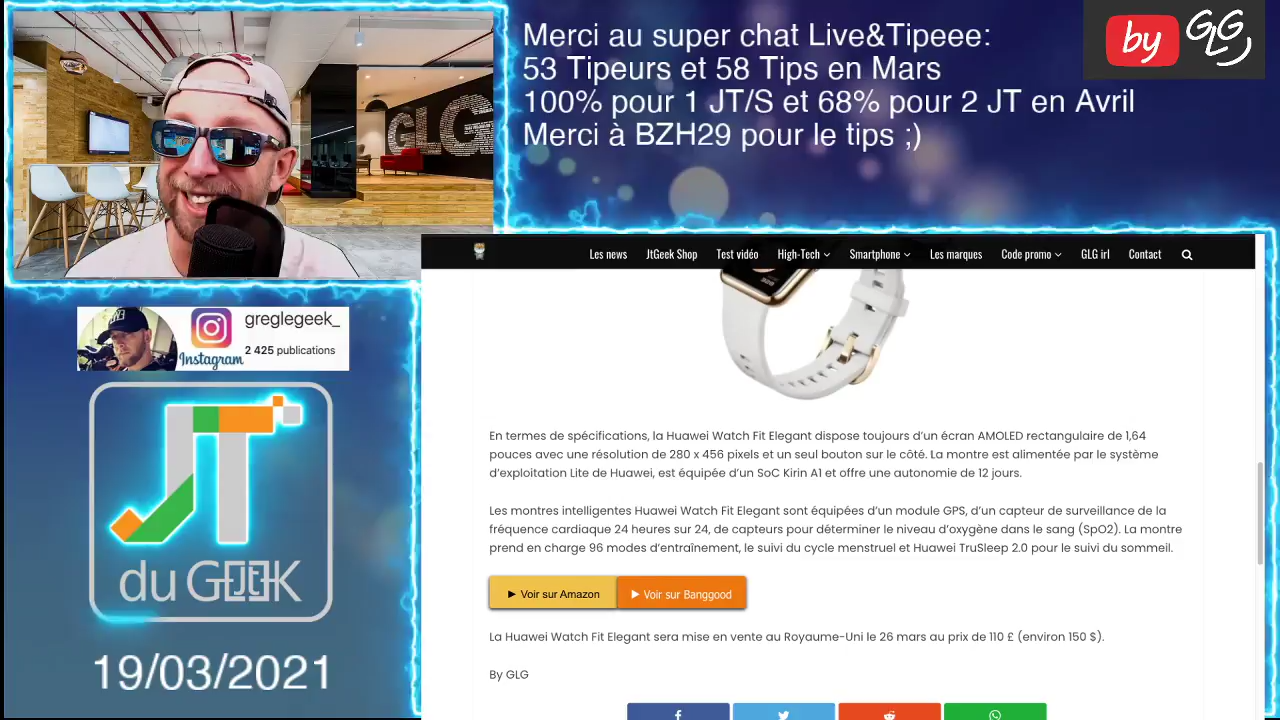 Merci au super chat Live&Tipeee:
53 Tipeurs et 58 Tips en Mars
100% pour 1 JT/S et 68% pour 2 JT en Avril
Merci à BZH29 pour le tips ;)
by GLG
GLG
Les news JtGeek Shop Test vidéo High-Tech Smartphone Les marques Code promo GLG irl Contact
greglegeek_
Instagram
2 425 publications
JT
du GEEK
19/03/2021
En termes de spécifications, la Huawei Watch Fit Elegant dispose toujours d'un écran AMOLED rectangulaire de 1,64
pouces avec une résolution de 280 x 456 pixels et un seul bouton sur le côté. La montre est alimentée par le système
d'exploitation Lite de Huawei, est équipée d'un SoC Kirin A1 et offre une autonomie de 12 jours.
Les montres intelligentes Huawei Watch Fit Elegant sont équipées d'un module GPS, d'un capteur de surveillance de la
fréquence cardiaque 24 heures sur 24, de capteurs pour déterminer le niveau d'oxygène dans le sang (SpO2). La montre
prend en charge 96 modes d'entraînement, le suivi du cycle menstruel et Huawei TruSleep 2.0 pour le suivi du sommeil.
► Voir sur Amazon ► Voir sur Banggood
La Huawei Watch Fit Elegant sera mise en vente au Royaume-Uni le 26 mars au prix de 110 £ (environ 150 $).
By GLG